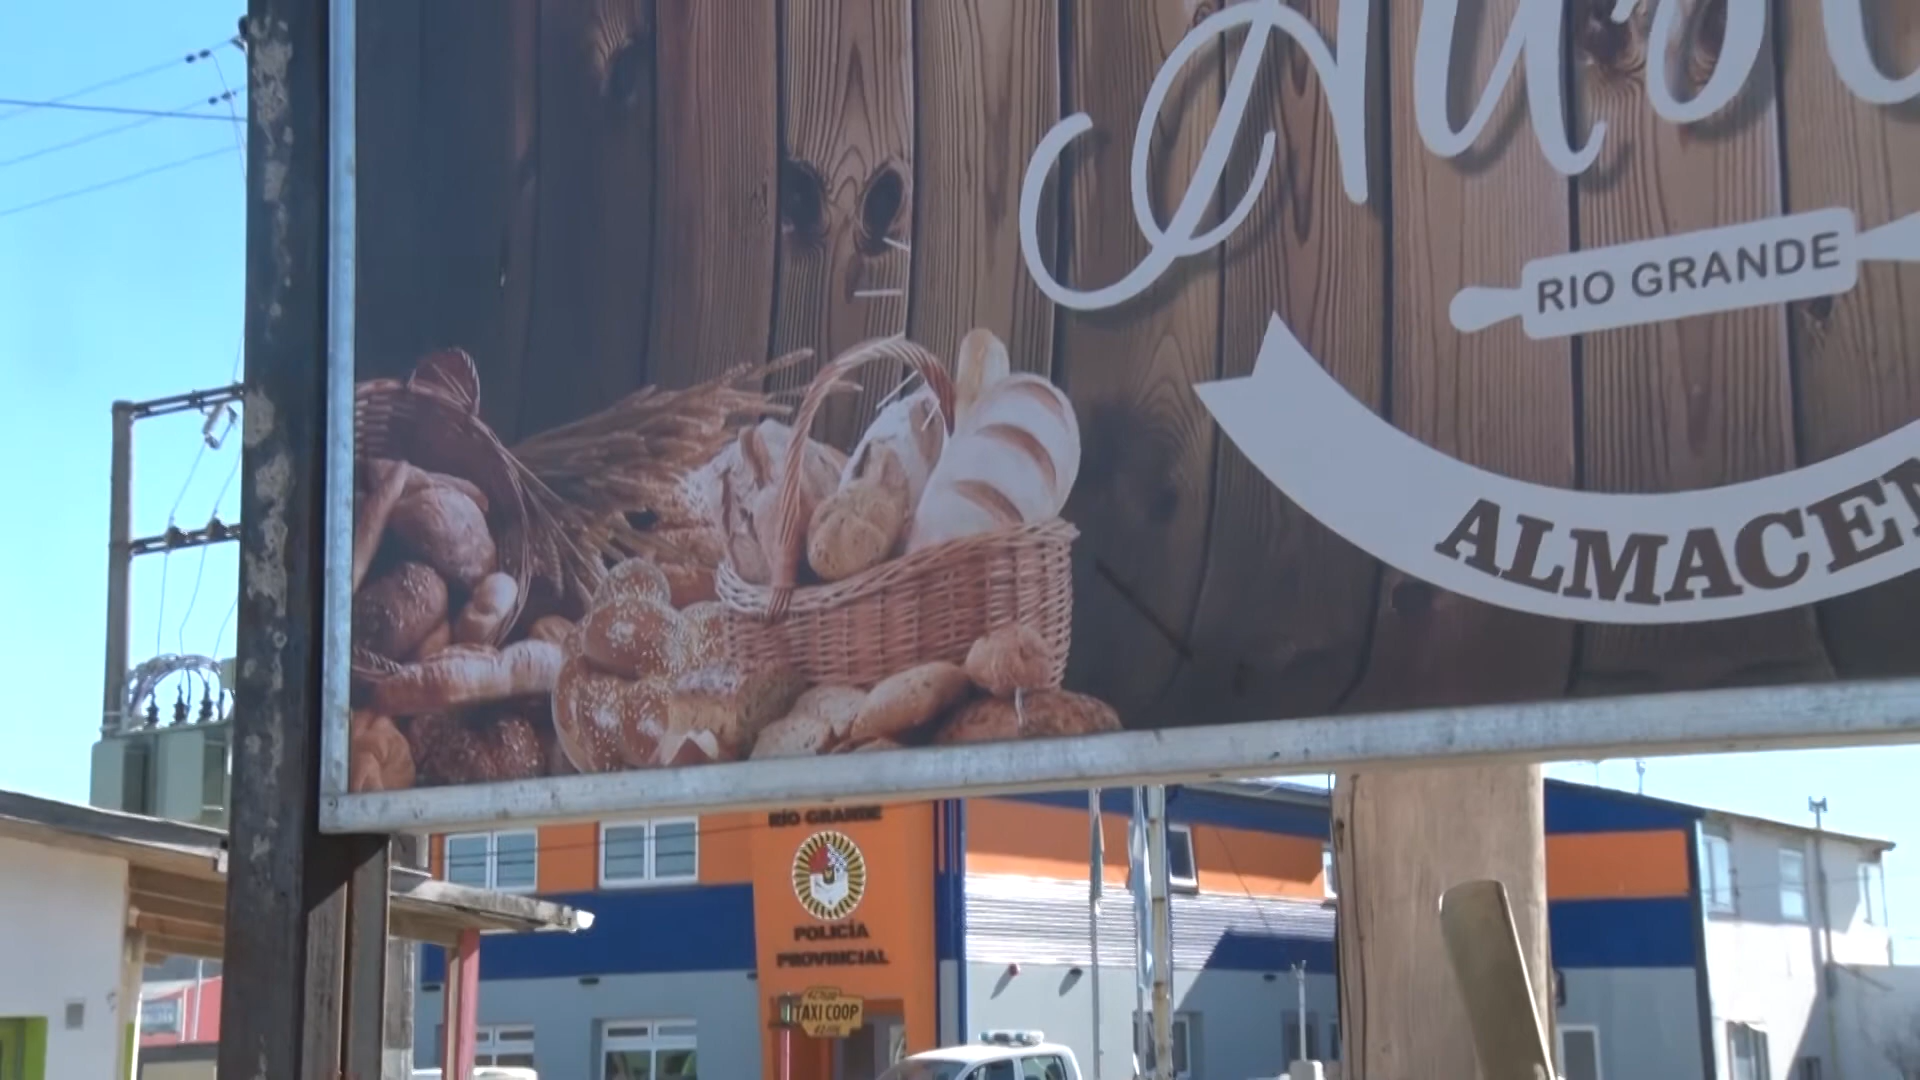 RIO GRANDE
ALMACEN
RÍO GRANDE
POLICÍA
PROVINCIAL
TAXI COOP